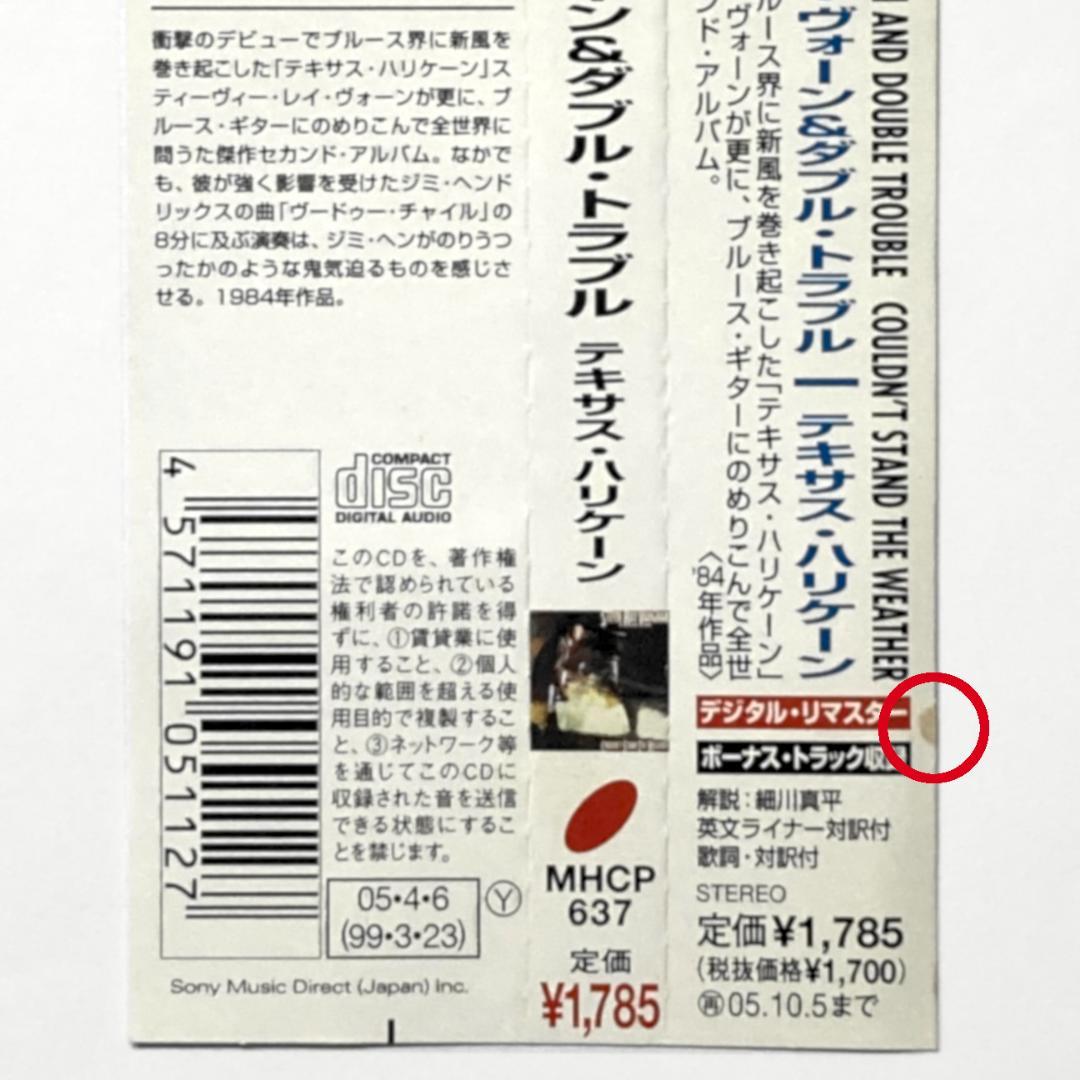 衝撃のデビューでブルース界に新風を
巻き起こした「テキサス・ハリケーン」ス
ティーヴィー・レイ・ヴォーンが更に、ブ
ルース・ギターにのめりこんで全世界に
問うた傑作セカンド・アルバム。なかで
も、彼が強く影響を受けたジミ・ヘンド
リックスの曲「ヴードゥー・チャイル」の
8分に及ぶ演奏は、ジミ・ヘンがのりうつ
ったかのような鬼気迫るものを感じさ
せる。1984年作品。
4 571191 051127
COMPACT
disc
DIGITAL AUDIO
このCDを、著作権
法で認められている
権利者の許諾を得
ずに、①賃貸業に使
用すること、②個人
的な範囲を超える使
用目的で複製するこ
と、③ネットワーク等
を通じてこのCDに
収録された音を送信
できる状態にするこ
とを禁じます。
05・4・6
(99・3・23)
Y
Sony Music Direct (Japan) Inc.
ン&ダブル・トラブル テキサス・ハリケーン
MHCP
637
定価
¥1,785
AND DOUBLE TROUBLE COULDN'T STAND THE WEATHER
ヴォーン&ダブル・トラブル｜テキサス・ハリケーン
ルース界に新風を巻き起こした「テキサス・ハリケーン」
ヴォーンが更に、ブルース・ギターにのめりこんで全世
ンド・アルバム。
〈'84年作品〉
デジタル・リマスター
ボーナス・トラック収録
解説：細川真平
英文ライナー対訳付
歌詞・対訳付
STEREO
定価¥1,785
(税抜価格¥1,700)
再05.10.5まで